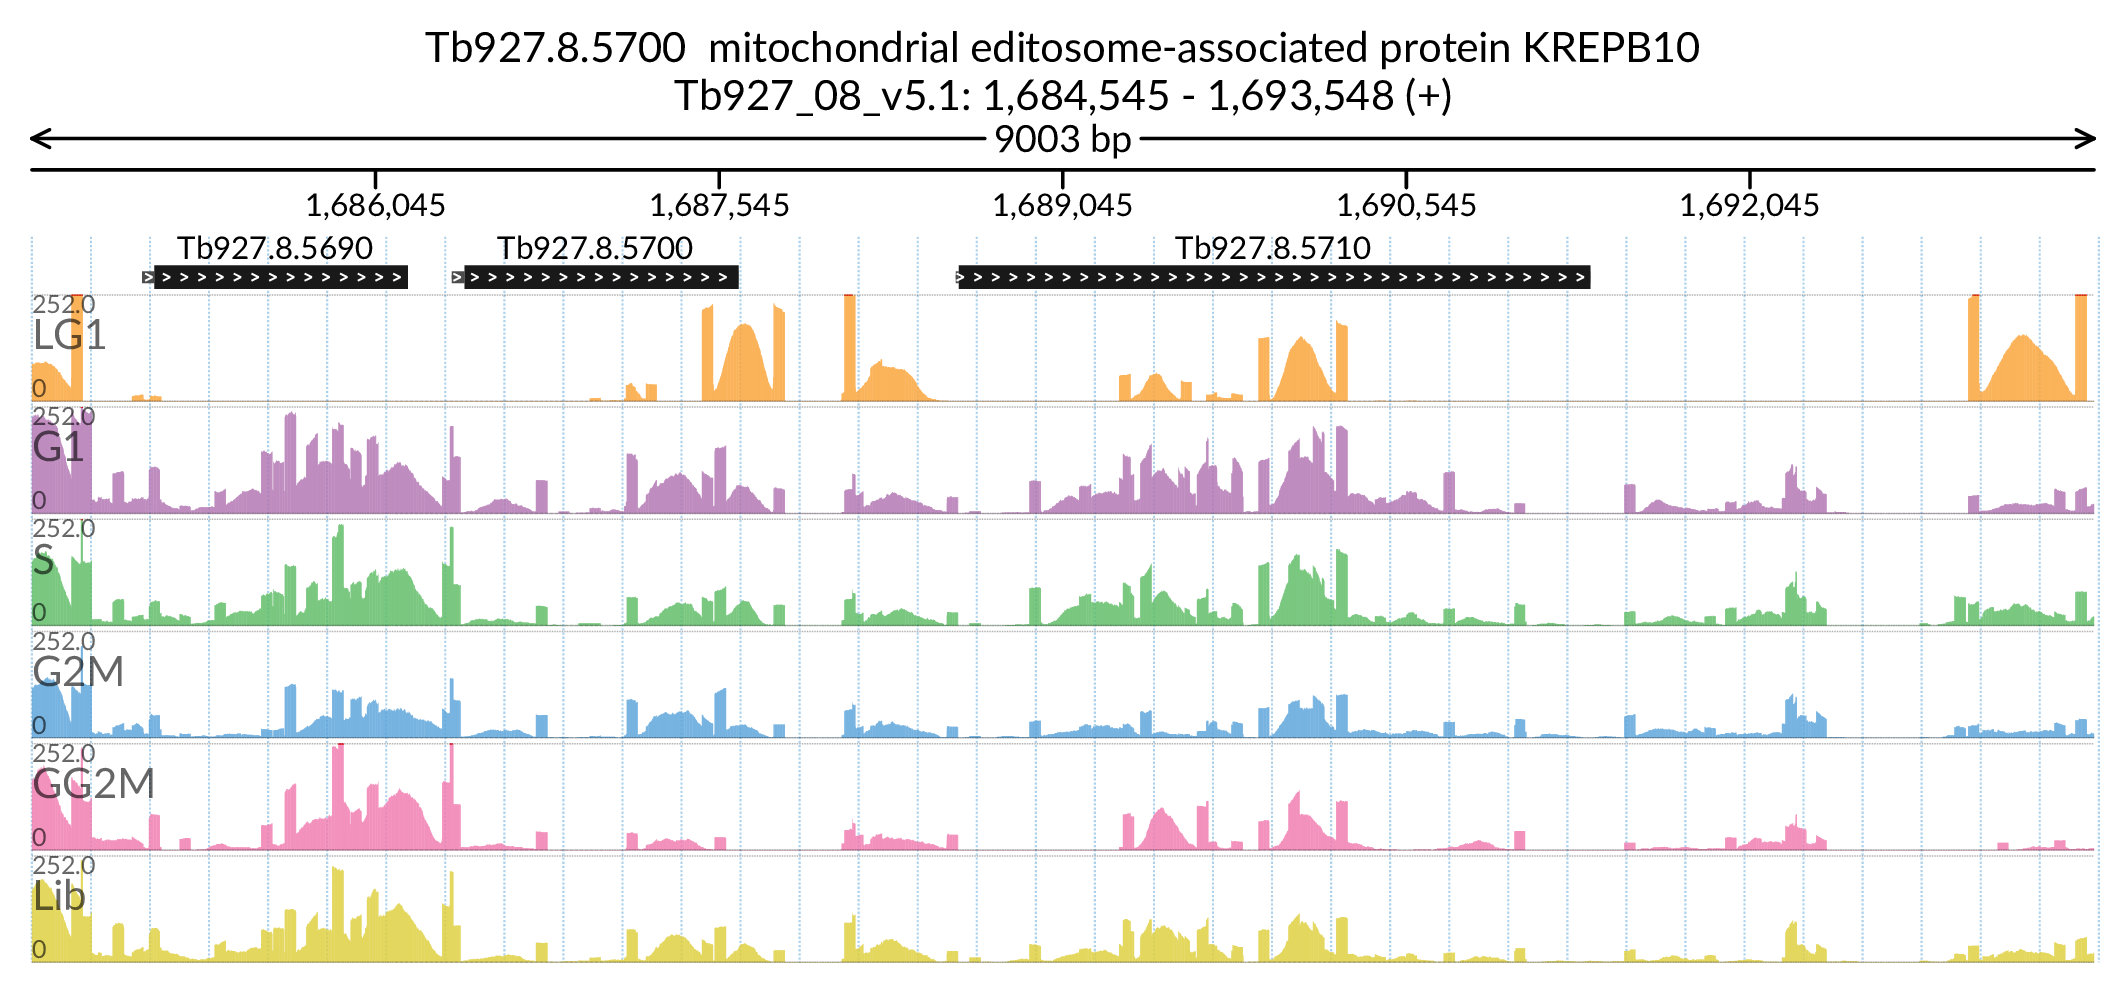 Tb927.8.5700 mitochondrial editosome-associated protein KREPB10
Tb927_08_v5.1: 1,684,545 - 1,693,548 (+)
9003 bp
1,686,045 1,687,545 1,689,045 1,690,545 1,692,045
Tb927.8.5690 Tb927.8.5700 Tb927.8.5710
252.0
LG1
0
252.0
G1
0
252.0
S
0
252.0
G2M
0
252.0
GG2M
0
252.0
Lib
0